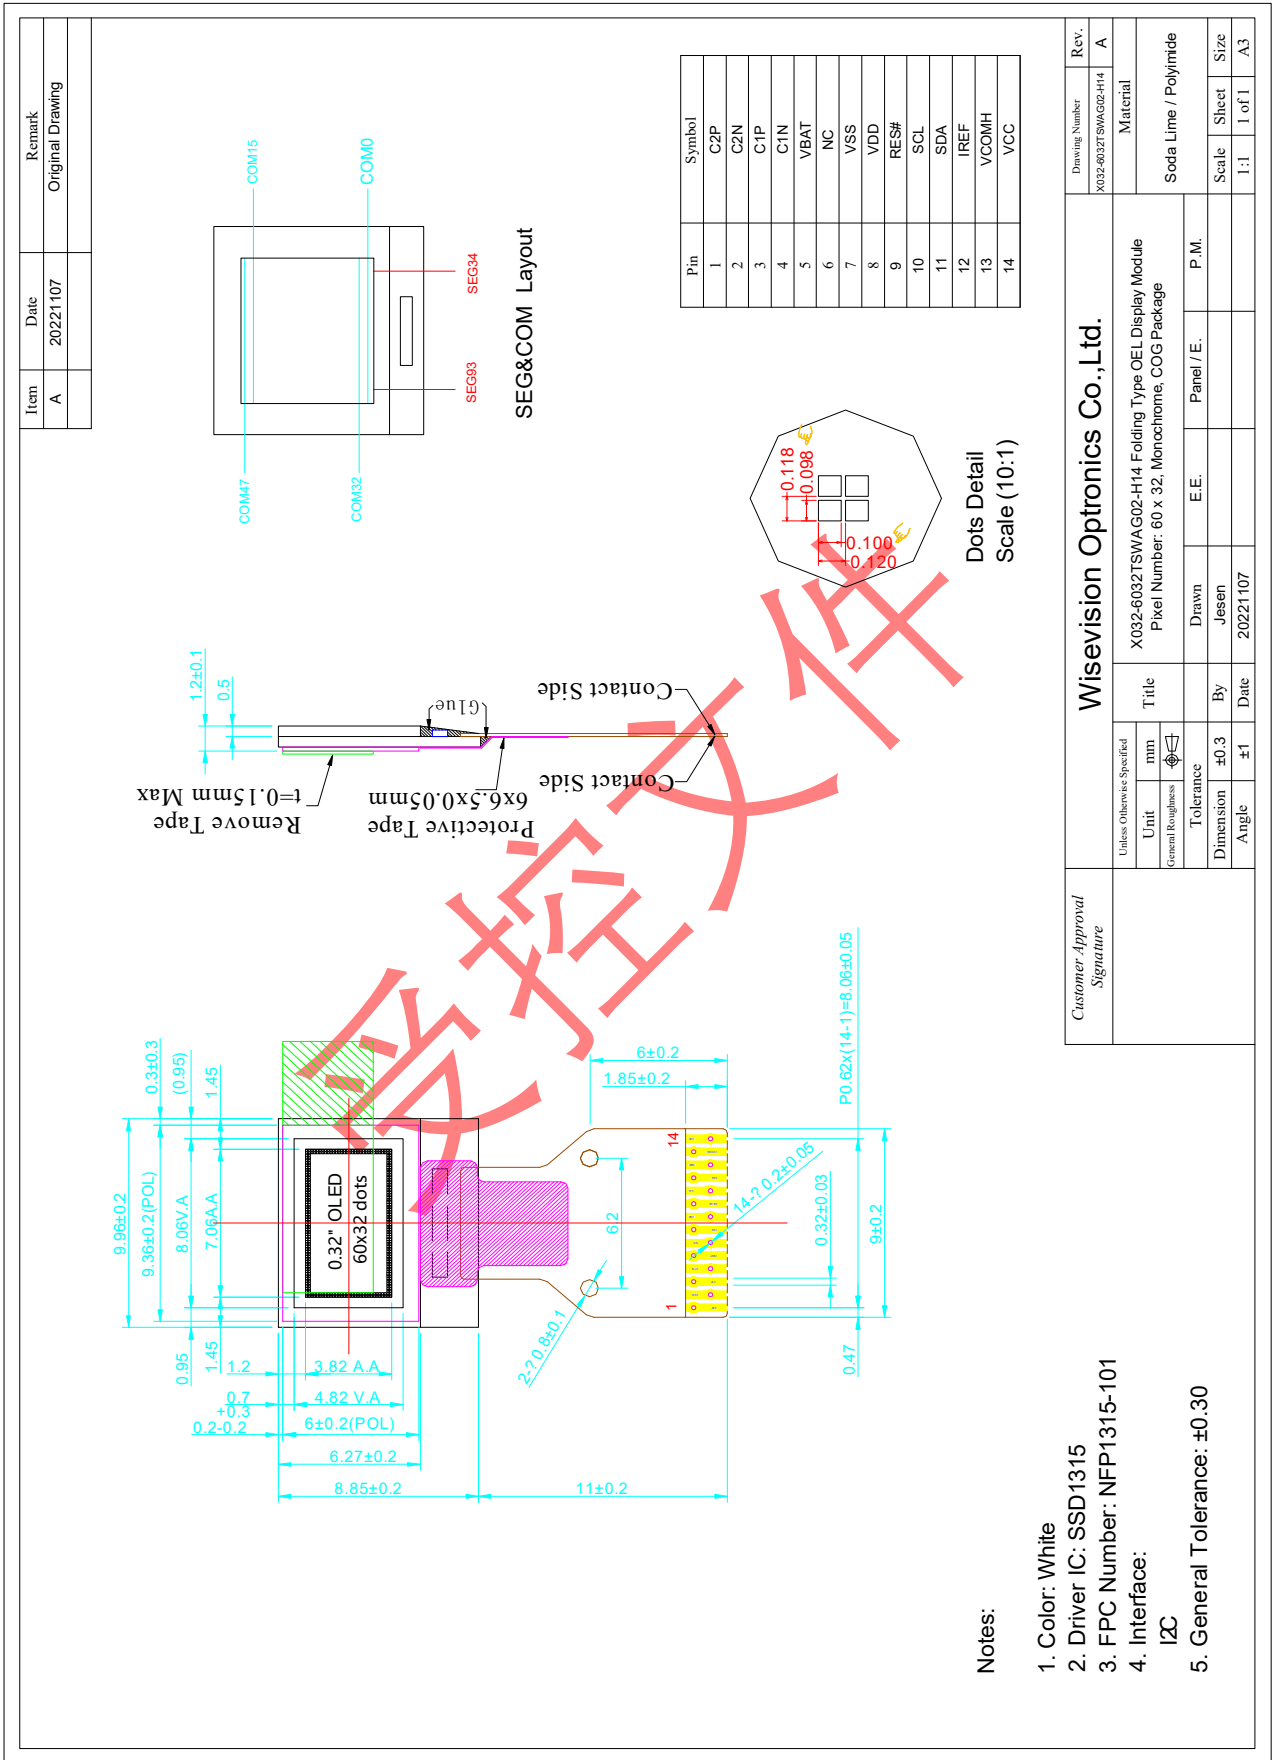 Item Date Remark
A 20221107 Original Drawing
9.96±0.2
9.36±0.2(POL)
8.06V.A
7.06A.A
0.3±0.3
(0.95)
1.45
0.95
1.45
1.2
3.82 A.A
0.7
4.82 V.A
+0.3
0.2-0.2
6±0.2(POL)
6.27±0.2
8.85±0.2
11±0.2
0.32" OLED
60x32 dots
6±0.2
1.85±0.2
6.2
2-?0.8±0.1
1
14
14-?0.2±0.05
P0.62x(14-1)=8.06±0.05
0.32±0.03
9±0.2
0.47
Remove Tape
t=0.15mm Max
1.2±0.1
0.5
Protective Tape
6x6.5x0.05mm
Glue
Contact Side
Contact Side
COM47
COM32
COM15
COM0
SEG93
SEG34
SEG&COM Layout
0.118
0.098
0.100
0.120
Dots Detail
Scale (10:1)
Pin Symbol
1 C2P
2 C2N
3 C1P
4 C1N
5 VBAT
6 NC
7 VSS
8 VDD
9 RES#
10 SCL
11 SDA
12 IREF
13 VCOMH
14 VCC
受控文件
Notes:
1. Color: White
2. Driver IC: SSD1315
3. FPC Number: NFP1315-101
4. Interface:
I2C
5. General Tolerance: ±0.30
Customer Approval
Signature
Wisevision Optronics Co.,Ltd.
Drawing Number Rev.
X032-6032TSWAG02-H14 A
Unless Otherwise Specified
Unit mm
General Roughness
Tolerance
Dimension ±0.3
Angle ±1
Title
X032-6032TSWAG02-H14 Folding Type OEL Display Module
Pixel Number: 60 x 32, Monochrome, COG Package
Material
Soda Lime / Polyimide
Drawn E.E. Panel / E. P.M.
By Jesen
Date 20221107
Scale Sheet Size
1:1 1 of 1 A3